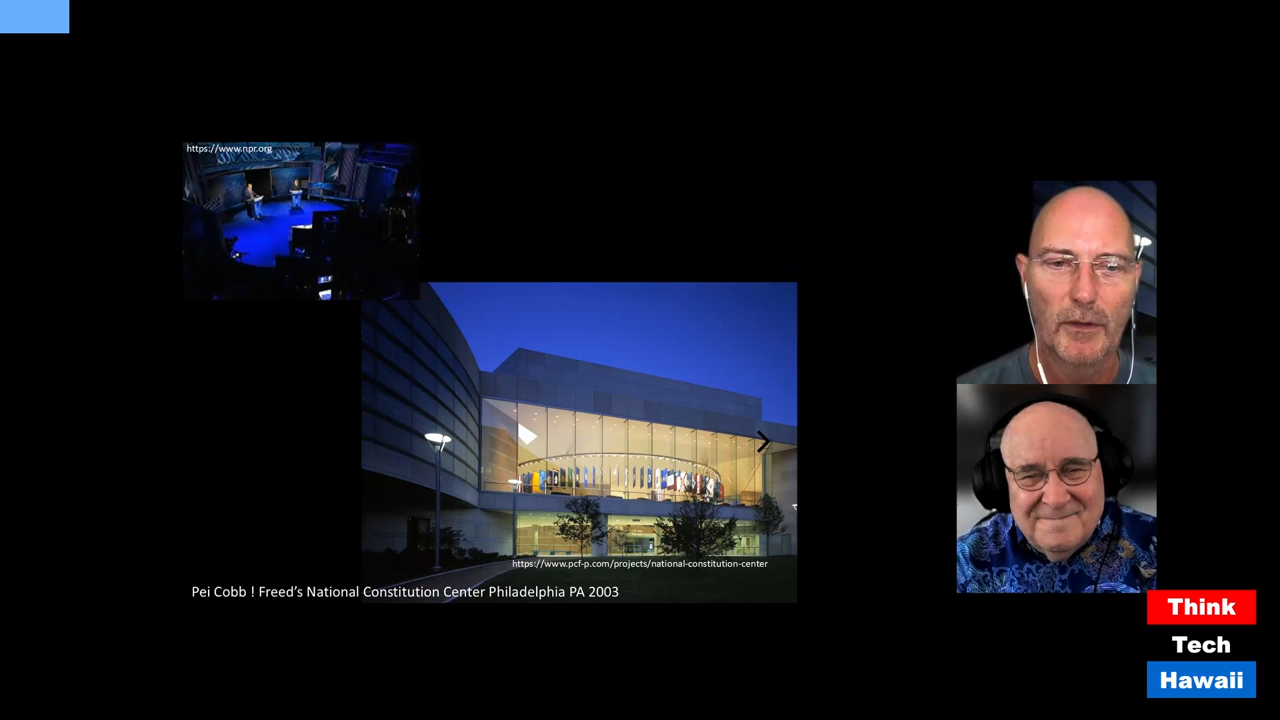 https://www.npr.org
https://www.pcf-p.com/projects/national-constitution-center
Pei Cobb ! Freed’s National Constitution Center Philadelphia PA 2003
Think
Tech
Hawaii